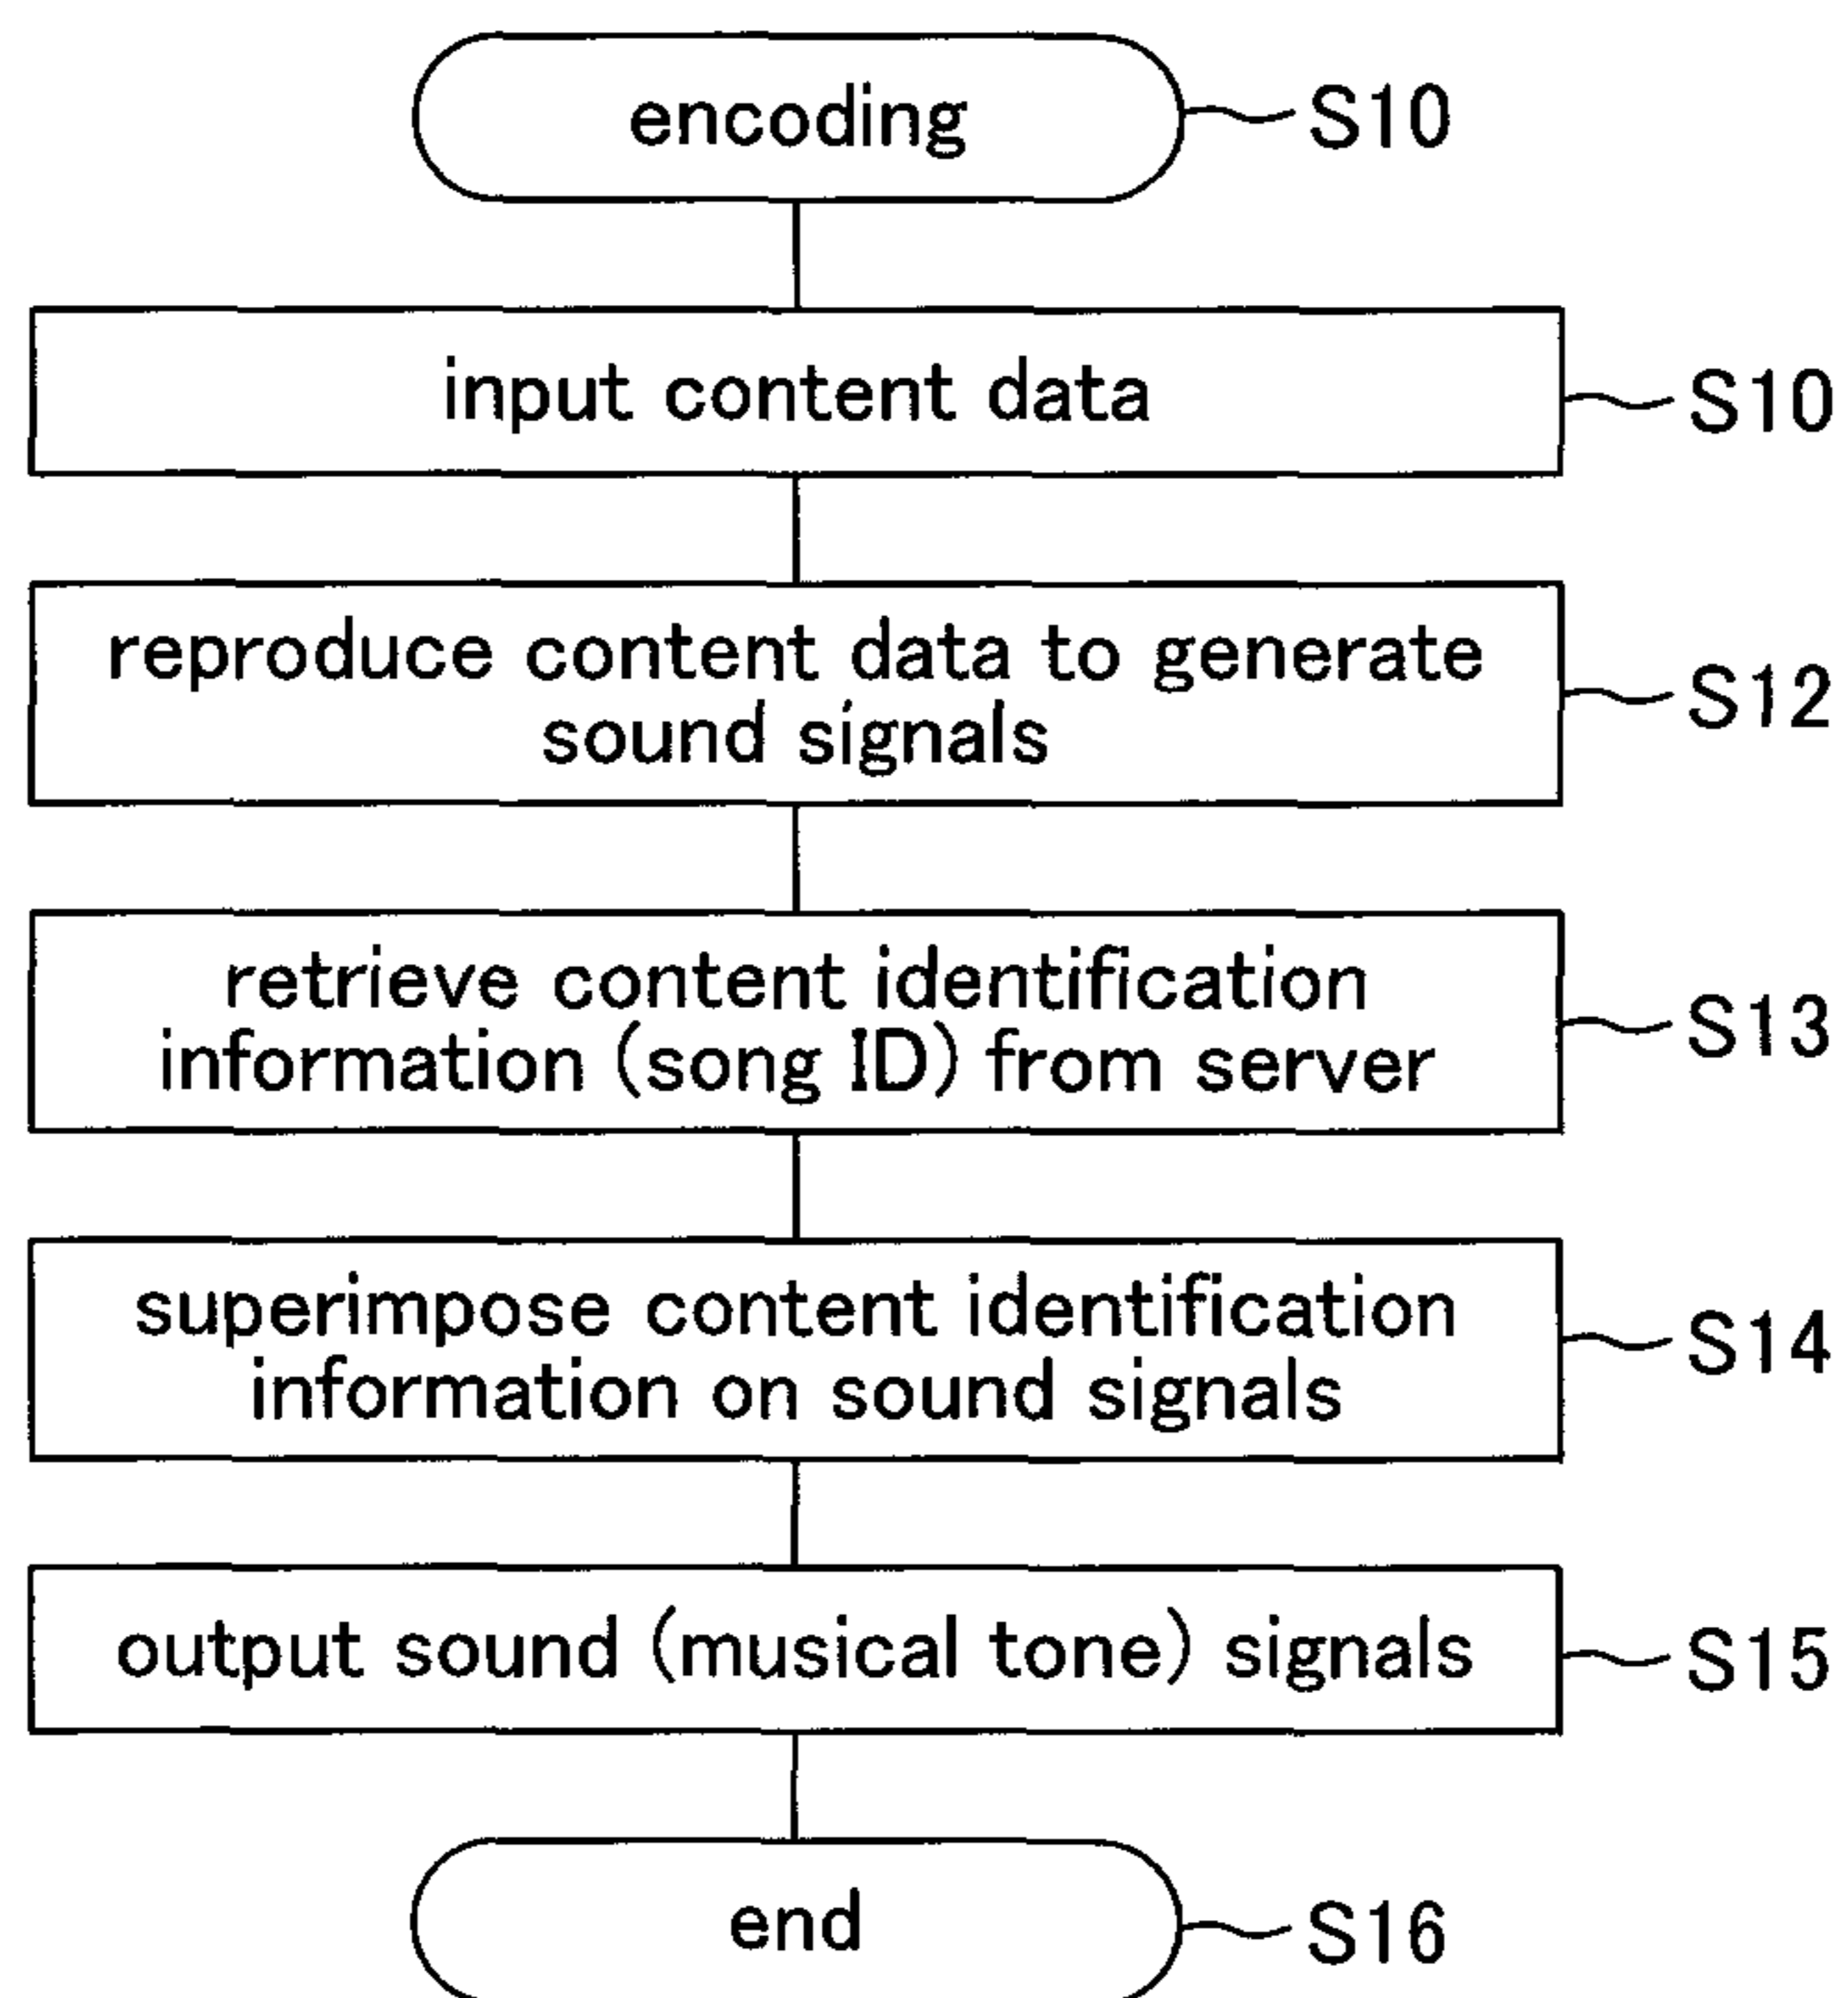 encoding S10
input content data S10
reproduce content data to generate
sound signals S12
retrieve content identification
information (song ID) from server S13
superimpose content identification
information on sound signals S14
output sound (musical tone) signals S15
end S16